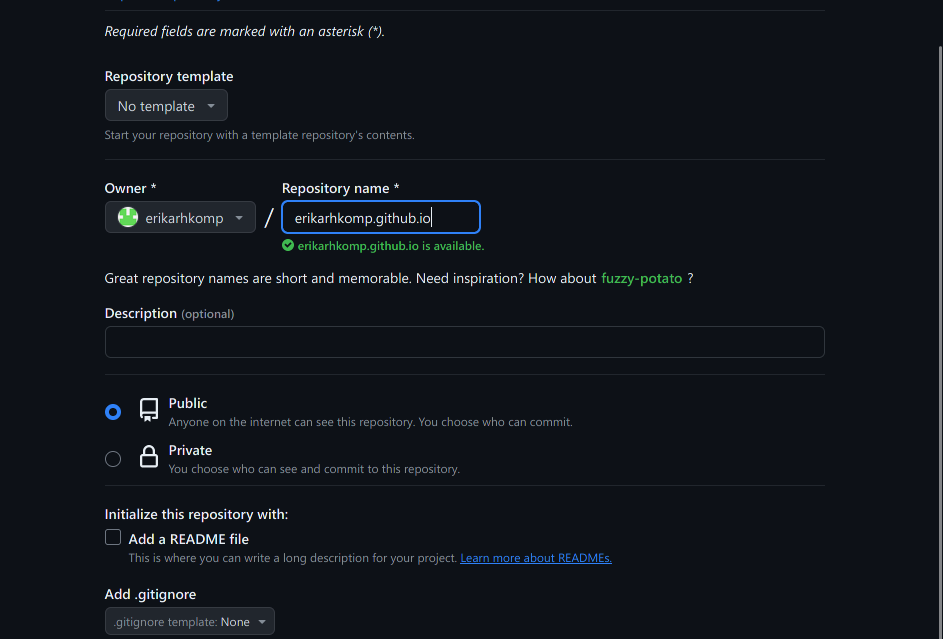 Required fields are marked with an asterisk (*).
Repository template
No template
Start your repository with a template repository's contents.
Owner *
Repository name *
erikarhkomp
/
erikarhkomp.github.io
erikarhkomp.github.io is available.
Great repository names are short and memorable. Need inspiration? How about fuzzy-potato ?
Description (optional)
Public
Anyone on the internet can see this repository. You choose who can commit.
Private
You choose who can see and commit to this repository.
Initialize this repository with:
Add a README file
This is where you can write a long description for your project. Learn more about READMEs.
Add .gitignore
.gitignore template: None